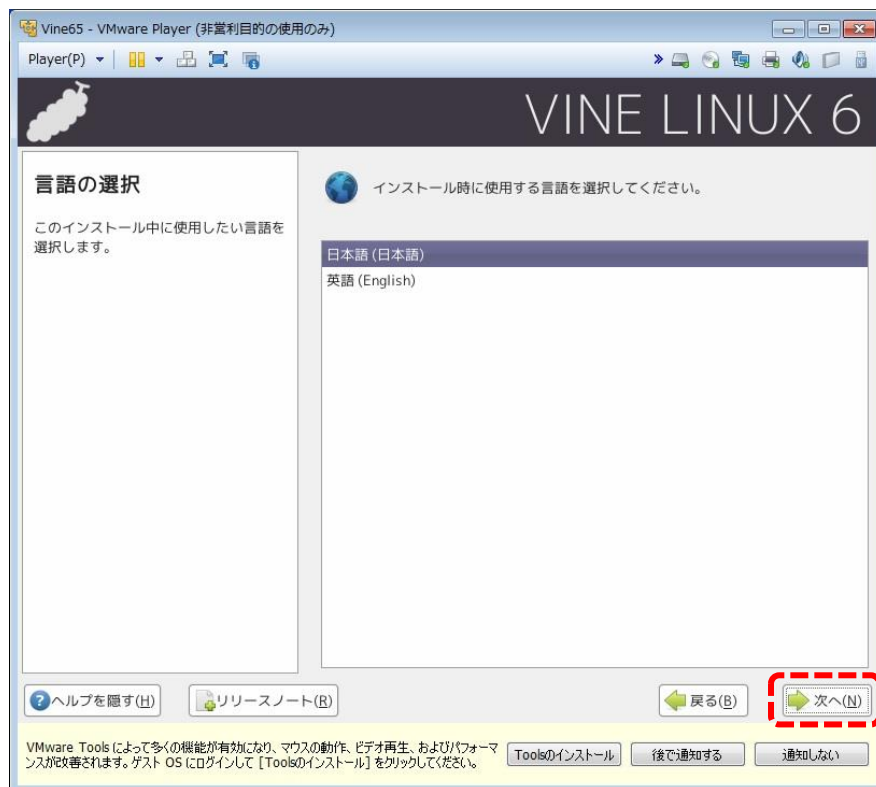 Vine65 - VMware Player (非営利目的の使用のみ)
Player(P)
VINE LINUX 6
言語の選択
このインストール中に使用したい言語を
選択します。
インストール時に使用する言語を選択してください。
日本語 (日本語)
英語 (English)
ヘルプを隠す(H)
リリースノート(R)
戻る(B)
次へ(N)
VMware Tools によって多くの機能が有効になり、マウスの動作、ビデオ再生、およびパフォーマ
ンスが改善されます。ゲスト OS にログインして [Toolsのインストール] をクリックしてください。
Toolsのインストール
後で通知する
通知しない